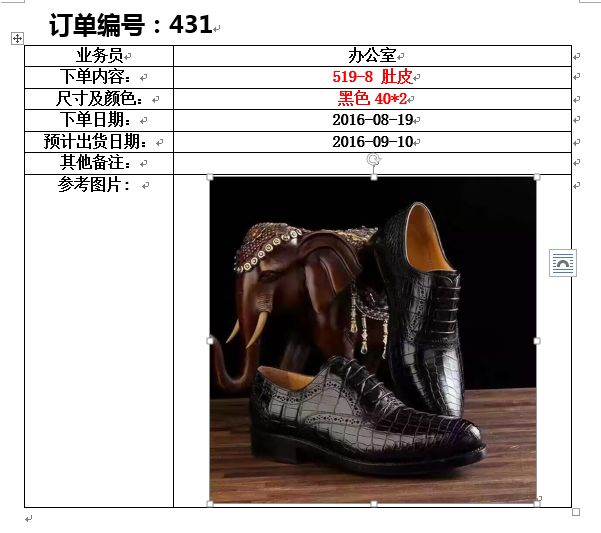 订单编号：431
业务员 办公室
下单内容： 519-8 肚皮
尺寸及颜色： 黑色 40*2
下单日期： 2016-08-19
预计出货日期： 2016-09-10
其他备注：
参考图片：